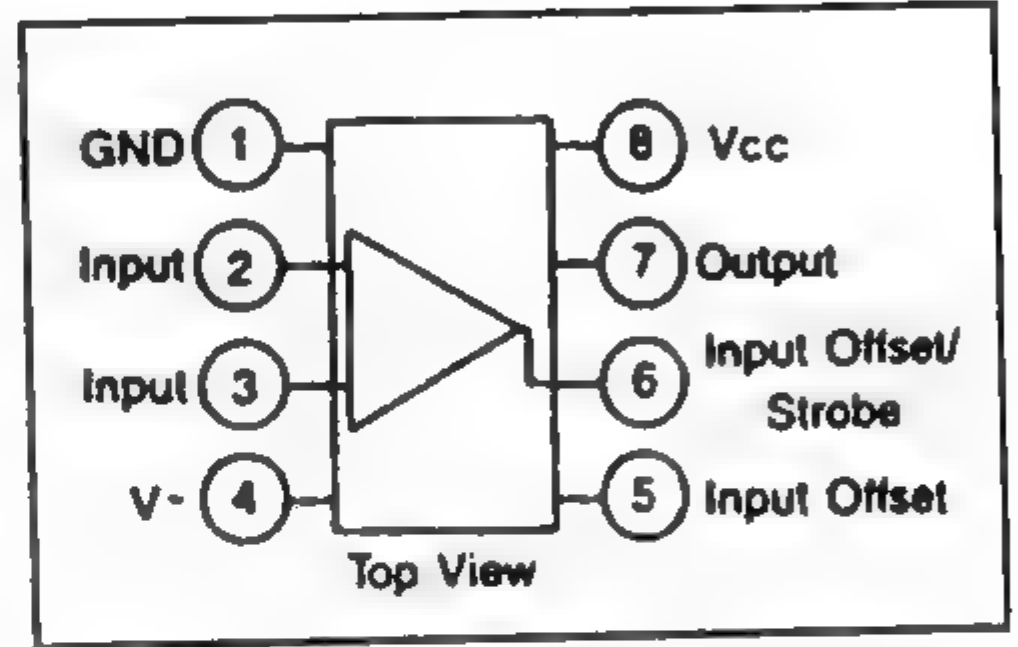 GND 1
8 Vcc
Input 2
7 Output
Input 3
6 Input Offset/
Strobe
V- 4
5 Input Offset
Top View